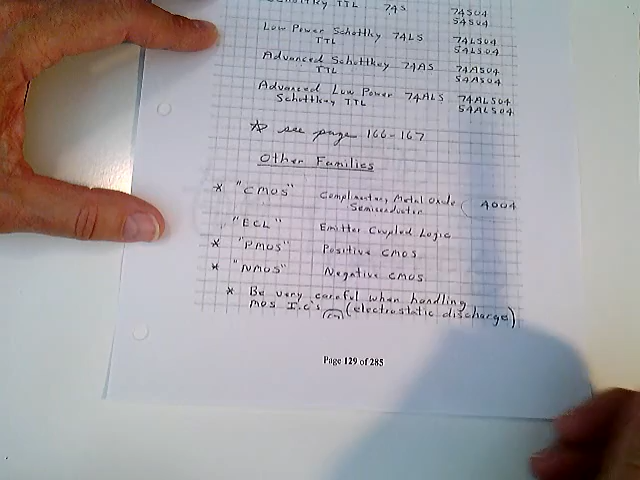 Schottky TTL 74S 74S04
54S04
Low Power Schottky 74LS 74LS04
TTL 54LS04
Advanced Schottkey 74AS 74AS04
TTL 54AS04
Advanced Low Power 74ALS 74ALS04
Schottkey TTL 54ALS04
☆ see page 166-167
Other Families
* "CMOS" Complimentary Metal Oxide ( 4004
Semiconductor
"ECL" Emitter Coupled Logic
* "PMOS" Positive CMOS
* "NMOS" Negative CMOS
* Be very careful when handling
MOS I.C's (electrostatic discharge)
Page 129 of 285